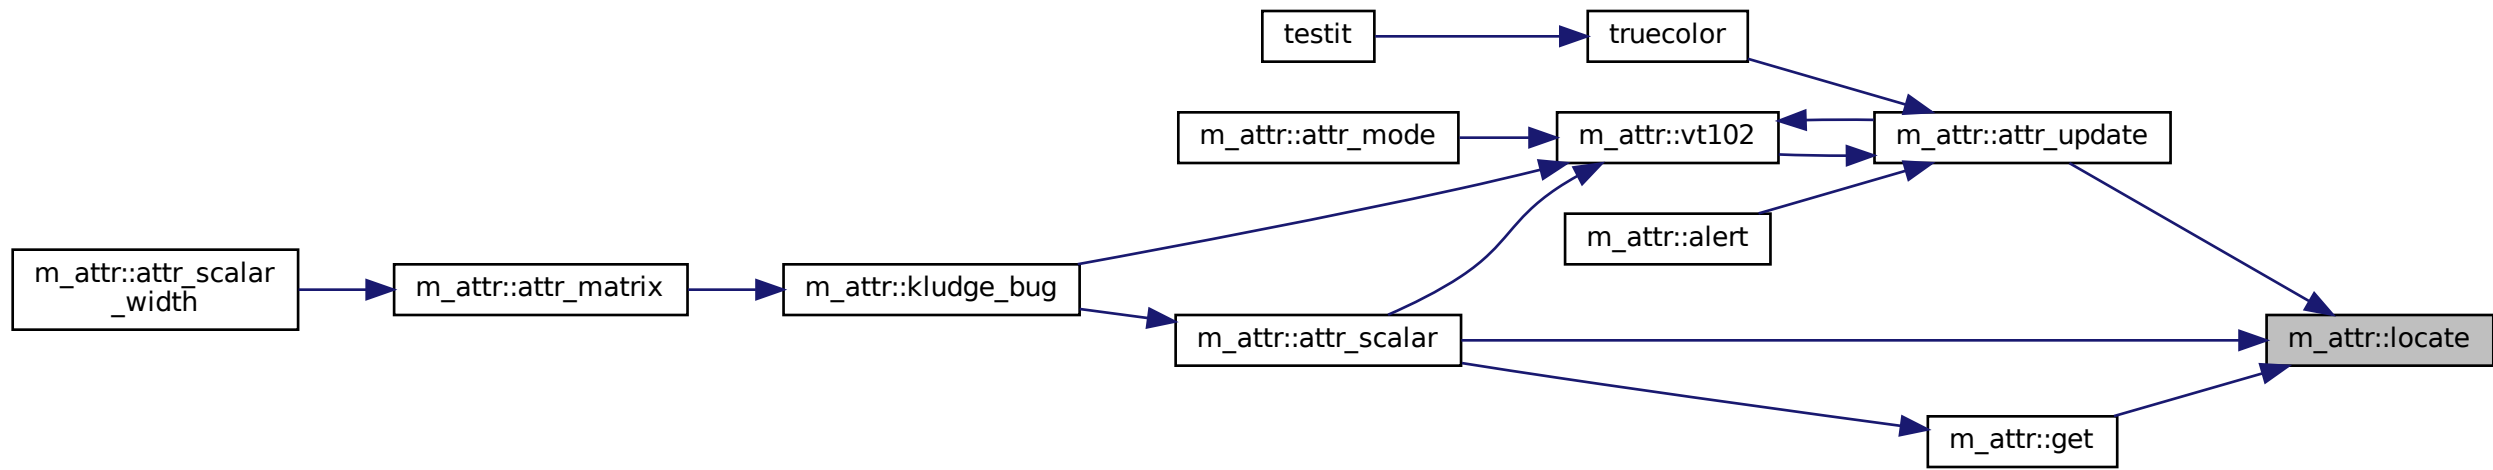 testit
truecolor
m_attr::attr_mode
m_attr::vt102
m_attr::attr_update
m_attr::alert
m_attr::attr_scalar
_width
m_attr::attr_matrix
m_attr::kludge_bug
m_attr::attr_scalar
m_attr::locate
m_attr::get